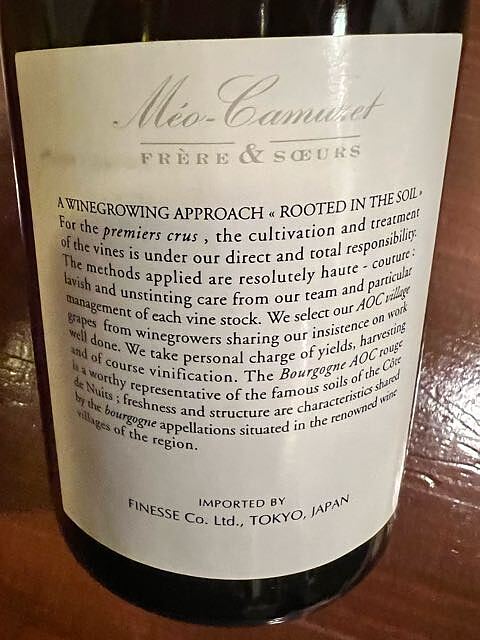 Méo-Camuzet
FRÈRE & SŒURS
A WINEGROWING APPROACH « ROOTED IN THE SOIL »
For the premiers crus , the cultivation and treatment
of the vines is under our direct and total responsibility.
The methods applied are resolutely haute - couture :
lavish and unstinting care from our team and particular
management of each vine stock. We select our AOC village
grapes from winegrowers sharing our insistence on work
well done. We take personal charge of yields, harvesting
and of course vinification. The Bourgogne AOC rouge
is a worthy representative of the famous soils of the Côte
de Nuits ; freshness and structure are characteristics shared
by the bourgogne appellations situated in the renowned wine
villages of the region.
IMPORTED BY
FINESSE Co. Ltd., TOKYO, JAPAN